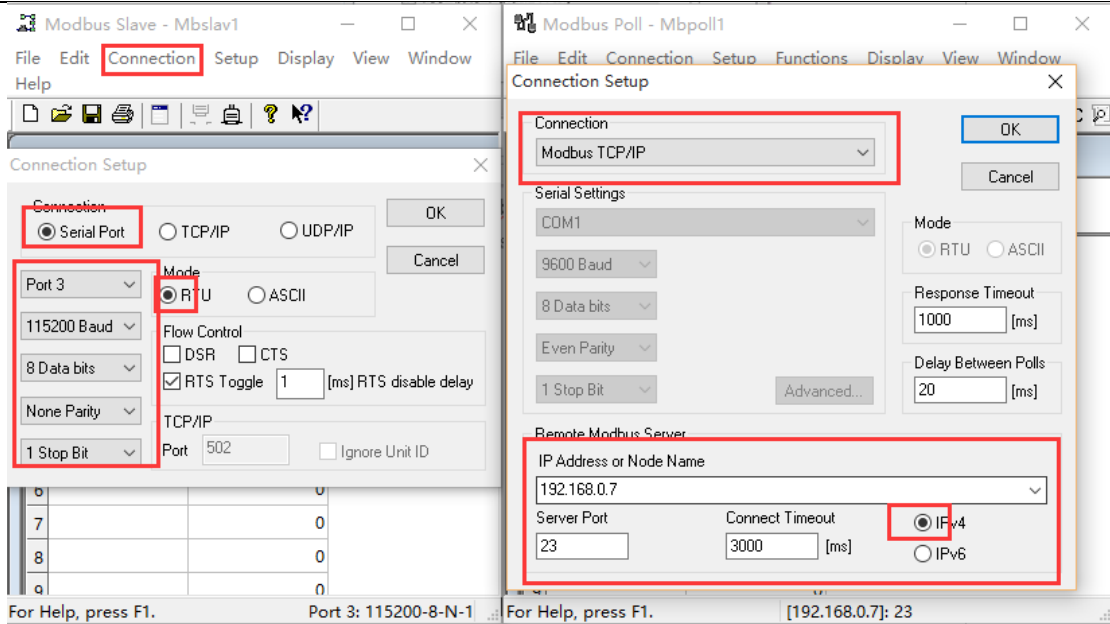 Modbus Slave - Mbslav1
File Edit Connection Setup Display View Window
Help
Connection Setup
Connection
Serial Port TCP/IP UDP/IP
OK
Cancel
Port 3
115200 Baud
8 Data bits
None Parity
1 Stop Bit
Mode
RTU ASCII
Flow Control
DSR CTS
RTS Toggle 1 [ms] RTS disable delay
TCP/IP
Port 502 Ignore Unit ID
6 0
7 0
8 0
9 0
For Help, press F1. Port 3: 115200-8-N-1
Modbus Poll - Mbpoll1
File Edit Connection Setup Functions Display View Window
Connection Setup
Connection
Modbus TCP/IP
OK
Cancel
Serial Settings
COM1
9600 Baud
8 Data bits
Even Parity
1 Stop Bit
Advanced...
Mode
RTU ASCII
Response Timeout
1000 [ms]
Delay Between Polls
20 [ms]
Remote Modbus Server
IP Address or Node Name
192.168.0.7
Server Port Connect Timeout
23 3000 [ms]
IPv4
IPv6
For Help, press F1. [192.168.0.7]: 23